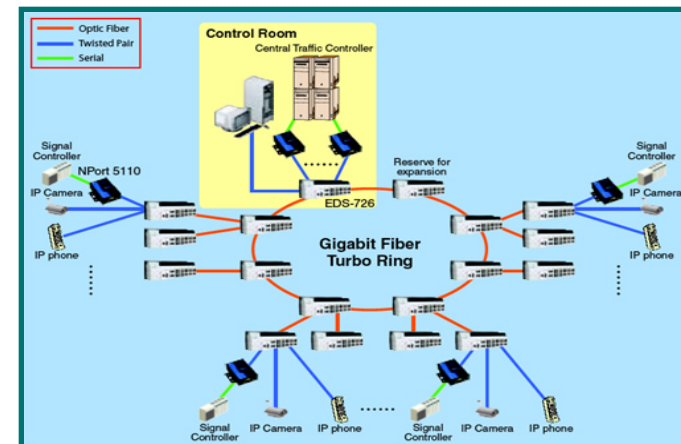 Optic Fiber
Twisted Pair
Serial
Control Room
Central Traffic Controller
EDS-726
Reserve for
expansion
Signal
Controller
NPort 5110
IP Camera
IP phone
Signal
Controller
IP Camera
IP phone
Gigabit Fiber
Turbo Ring
Signal
Controller
IP Camera
IP phone
Signal
Controller
IP Camera
IP phone